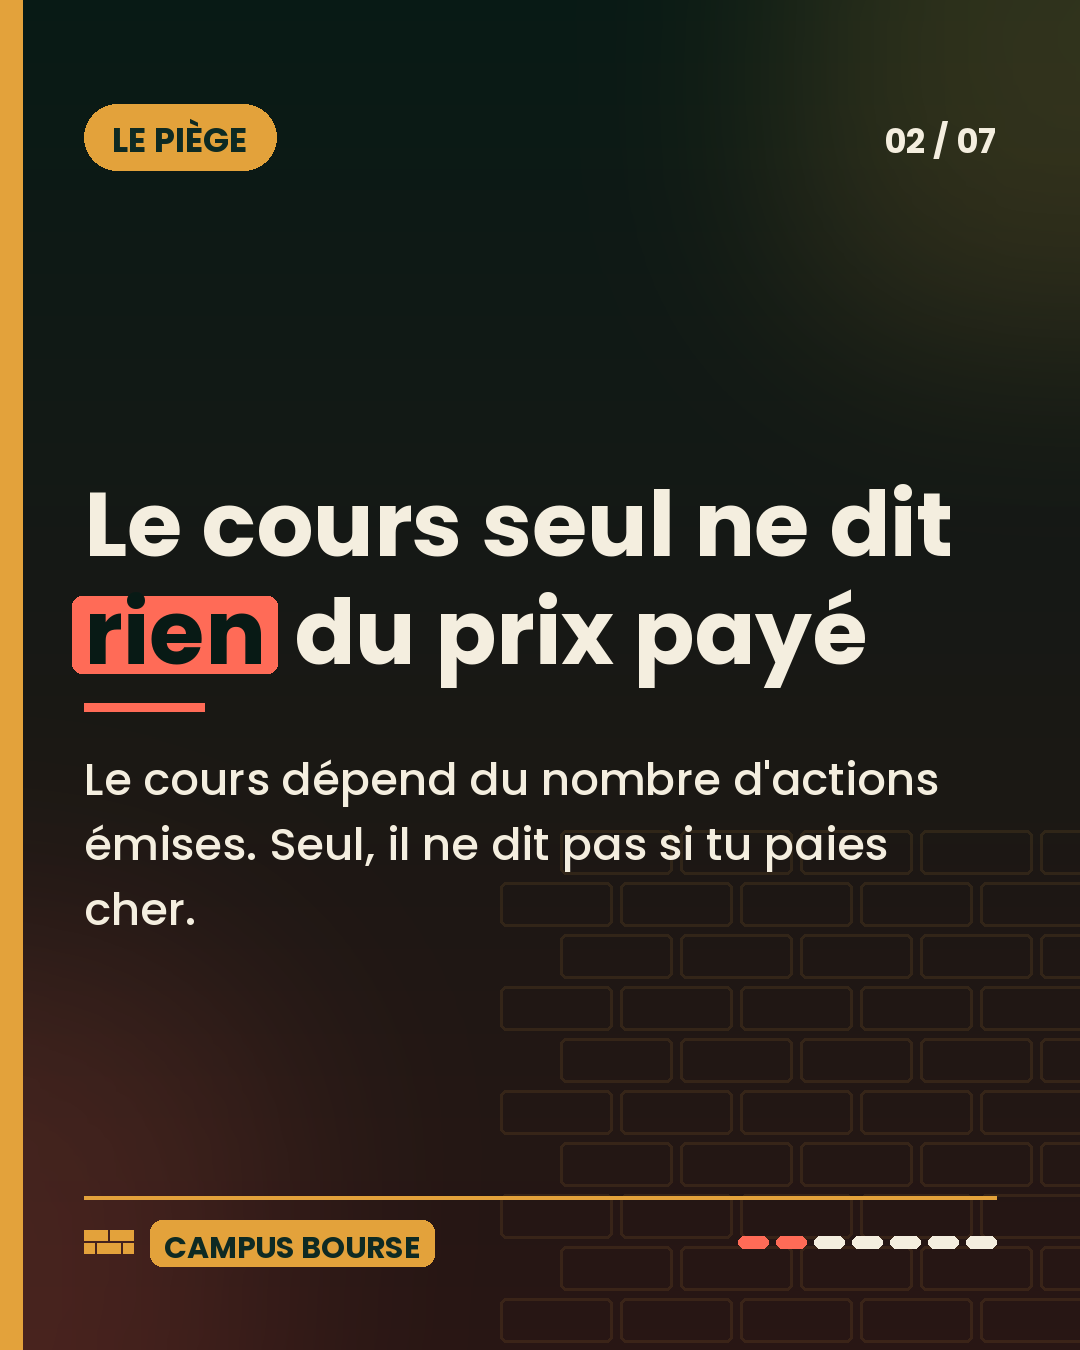 LE PIÈGE
02 / 07
Le cours seul ne dit
rien du prix payé
Le cours dépend du nombre d'actions
émises. Seul, il ne dit pas si tu paies
cher.
CAMPUS BOURSE